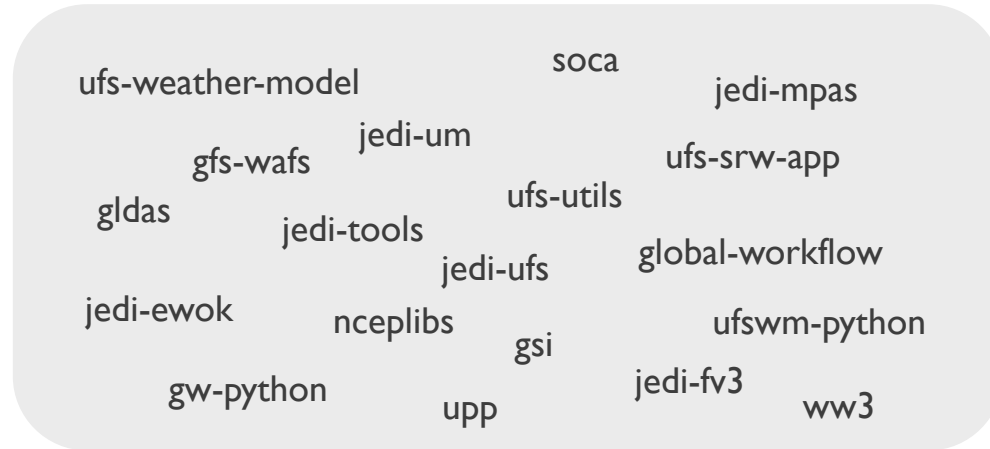 soca
ufs-weather-model
jedi-mpas
jedi-um
gfs-wafs
ufs-srw-app
ufs-utils
gldas
jedi-tools
global-workflow
jedi-ufs
jedi-ewok
nceplibs
ufswm-python
gsi
jedi-fv3
gw-python
upp
ww3